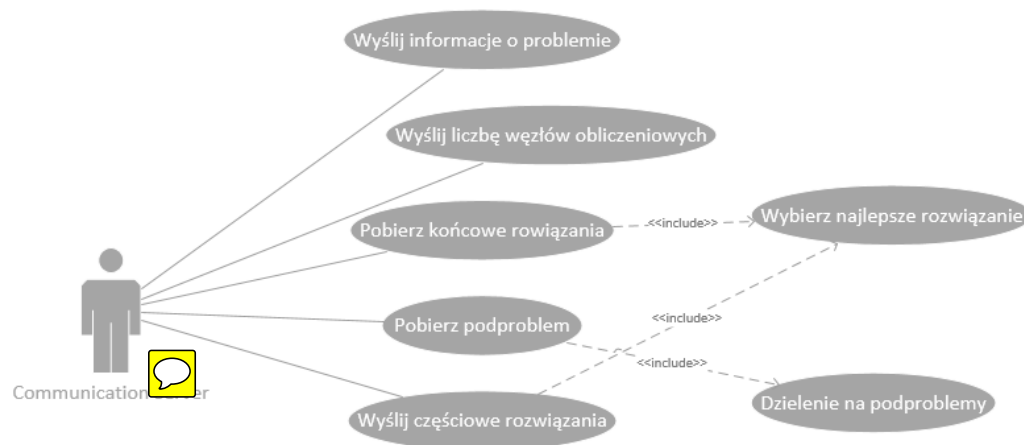 Wyślij informacje o problemie
Wyślij liczbę węzłów obliczeniowych
Pobierz końcowe rowiązania
<<include>>
Wybierz najlepsze rozwiązanie
Pobierz podproblem
<<include>>
<<include>>
Communication
Wyślij częściowe rozwiązania
Dzielenie na podproblemy